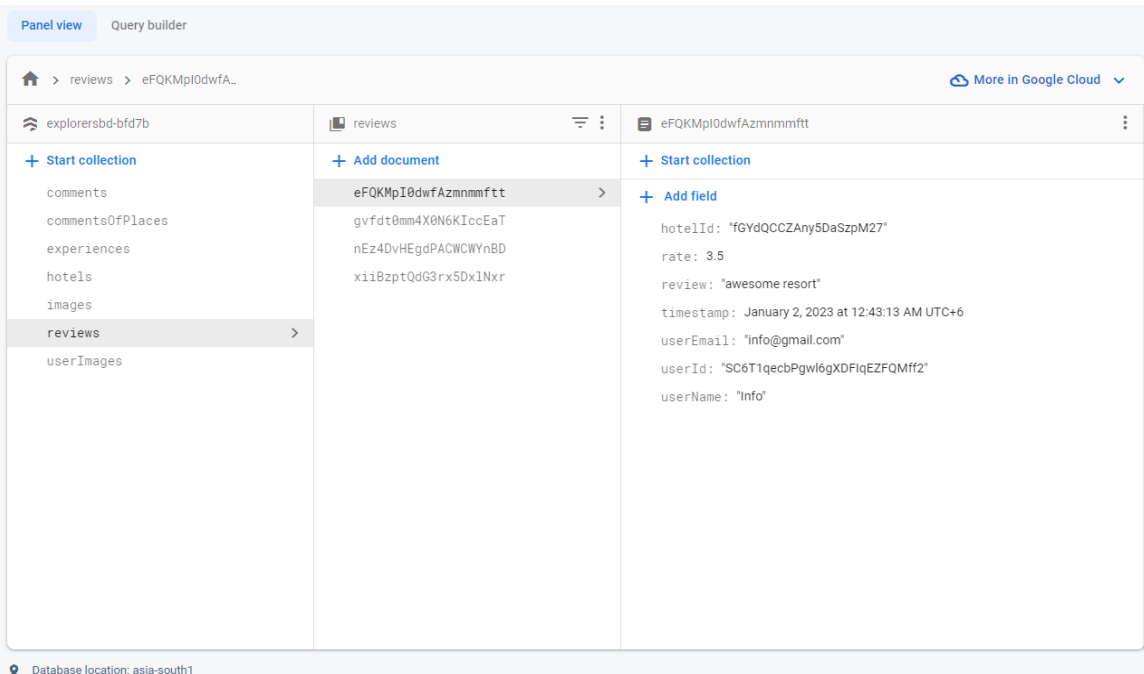 Panel view Query builder
reviews eFQKMpI0dwfA..
More in Google Cloud
explorersbd-bfd7b
Start collection
comments
commentsOfPlaces
experiences
hotels
images
reviews
userImages
reviews
Add document
eFQKMpI0dwfAzmnmmftt
gvfdt0mm4X0N6KIccEaT
nEz4DvHEgdPACWCWYnBD
xiiBzptQdG3rx5DxlNxr
eFQKMpI0dwfAzmnmmftt
Start collection
Add field
hotelId: "fGYdQCCZAny5DaSzpM27"
rate: 3.5
review: "awesome resort"
timestamp: January 2, 2023 at 12:43:13 AM UTC+6
userEmail: "info@gmail.com"
userId: "SC6T1qecbPgwl6gXDFIqEZFQMff2"
userName: "Info"
Database location: asia-south1